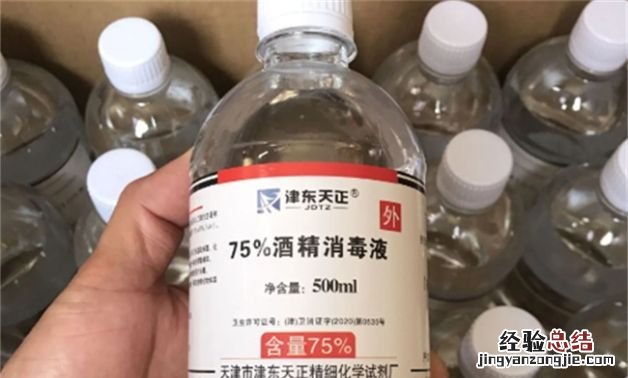 津东天正®
JDTZ
外
75%酒精消毒液
净含量：500ml
卫生许可证号：(津)卫消证字(2020)第0535号
含量75%
天津市津东天正精细化学试剂厂
经验总结
jingyanzongjie.com